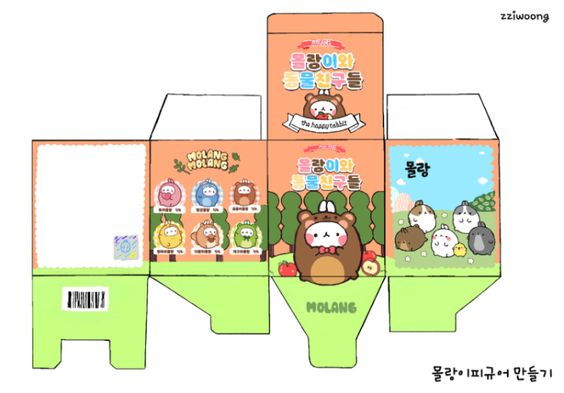 zziwoong
몰랑이와
동물친구들
the happy rabbit
MOLANG
MOLANG
몰랑이와
동물친구들
몰랑
MOLANG
몰랑이피규어 만들기